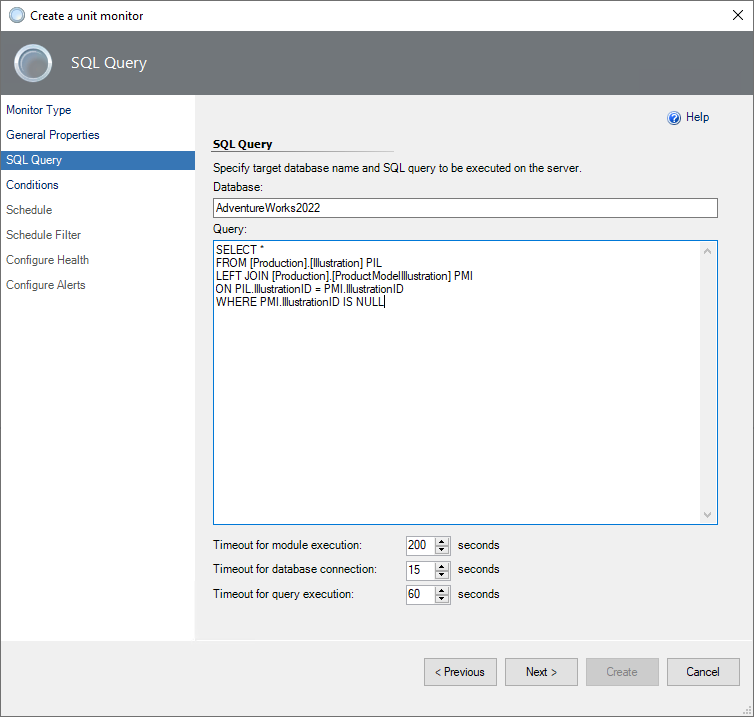 Create a unit monitor
SQL Query
Monitor Type
General Properties
SQL Query
Conditions
Schedule
Schedule Filter
Configure Health
Configure Alerts
Help
SQL Query
Specify target database name and SQL query to be executed on the server.
Database:
AdventureWorks2022
Query:
SELECT *
FROM [Production].[Illustration] PIL
LEFT JOIN [Production].[ProductModelIllustration] PMI
ON PIL.IllustrationID = PMI.IllustrationID
WHERE PMI.IllustrationID IS NULL
Timeout for module execution: 200 seconds
Timeout for database connection: 15 seconds
Timeout for query execution: 60 seconds
< Previous Next > Create Cancel